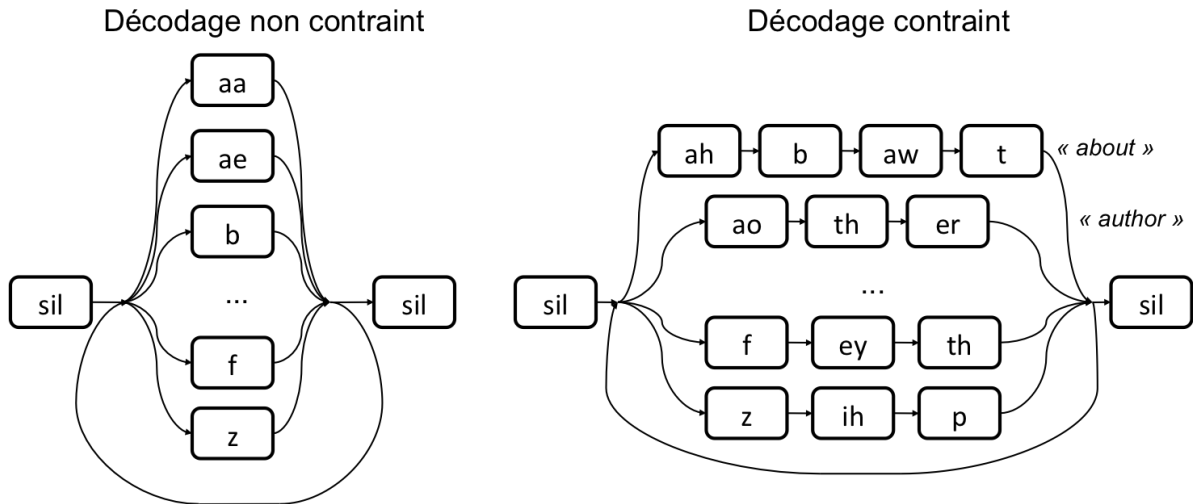 Décodage non contraint
aa
ae
b
...
sil
sil
f
z
Décodage contraint
ah b aw t « about »
ao th er « author »
...
sil
sil
f ey th
z ih p